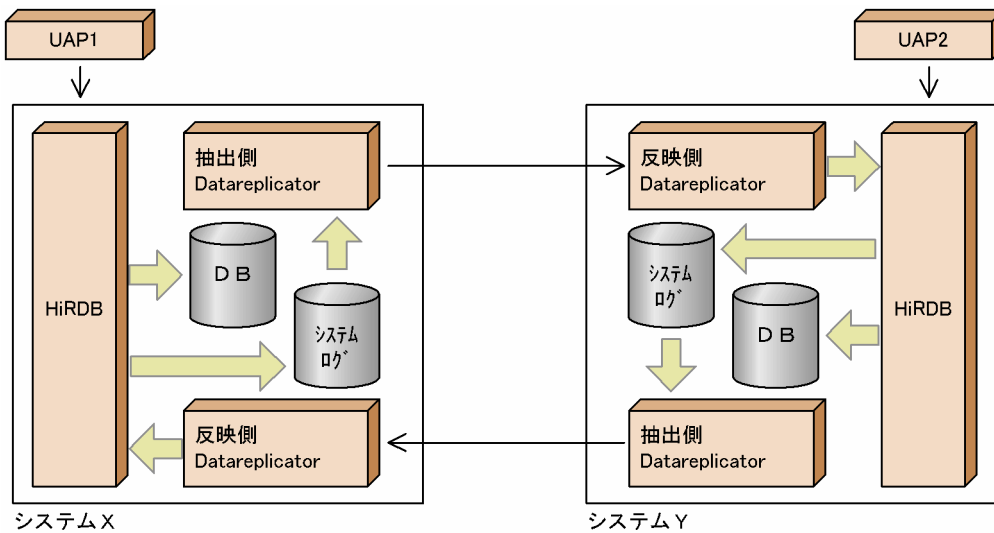 UAP1
UAP2
抽出側
Datareplicator
反映側
Datareplicator
DB
システム
ログ
HiRDB
システム
ログ
DB
HiRDB
反映側
Datareplicator
抽出側
Datareplicator
システムX
システムY